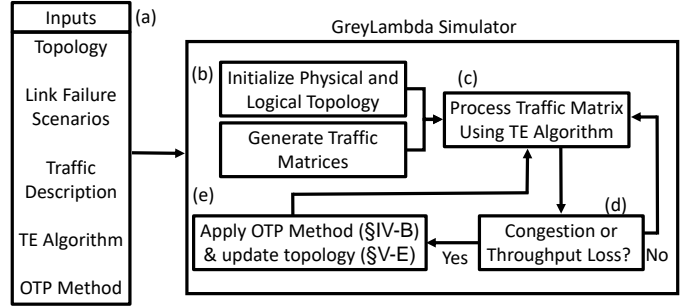 Inputs
(a)
Topology
Link Failure
Scenarios
Traffic
Description
TE Algorithm
OTP Method
GreyLambda Simulator
(b)
Initialize Physical and
Logical Topology
Generate Traffic
Matrices
(c)
Process Traffic Matrix
Using TE Algorithm
(d)
Congestion or
Throughput Loss?
No
Yes
(e)
Apply OTP Method (§IV-B)
& update topology (§V-E)